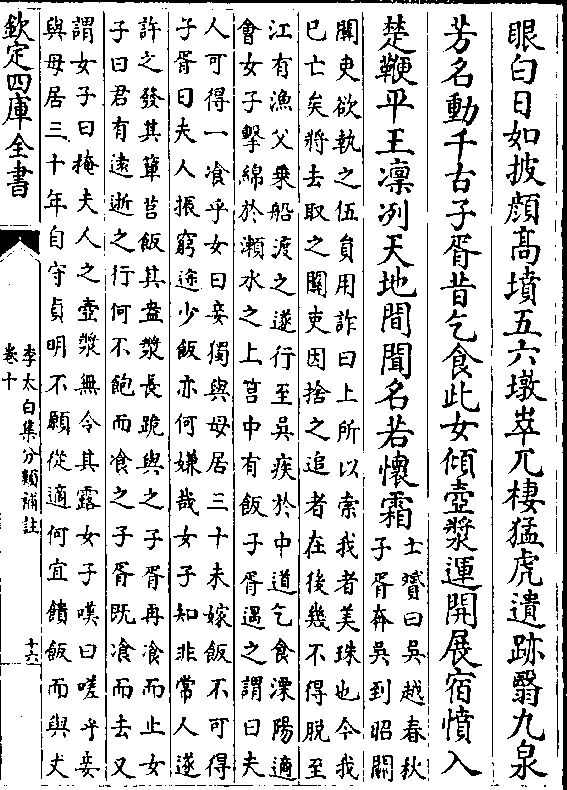 眼白日如披顔髙墳五六墩崒兀棲猛虎遺跡翳九泉
芳名動千古子胥昔乞食此女傾壺漿運開展宿憤入
楚鞭平王凛冽天地間聞名若懷霜
士贇曰吳越春秋
子胥奔吳到昭關
關吏欲執之伍員用詐曰上所以索我者美珠也今我
已亡矣將去取之關吏因捨之追者在後幾不得脱至
江有漁父乗船渡之遂行至吳疾於中道乞食溧陽適
會女子擊綿於瀬水之上筥中有飯子胥遇之謂曰夫
人可得一飡乎女曰妾獨與母居三十未嫁飯不可得
子胥曰夫人振窮途少飯亦何嫌哉女子知非常人遂
許之發其簞筥飯其盎漿長跪與之子胥再飡而止女
子曰君有逺逝之行何不飽而飡之子胥既飡而去又
謂女子曰掩夫人之壺漿無令其露女子嘆曰嗟乎妾
與母居三十年自守貞明不願從適何宜饋飯而與丈
欽定四庫全書
李太白集分類補註
卷十
十六